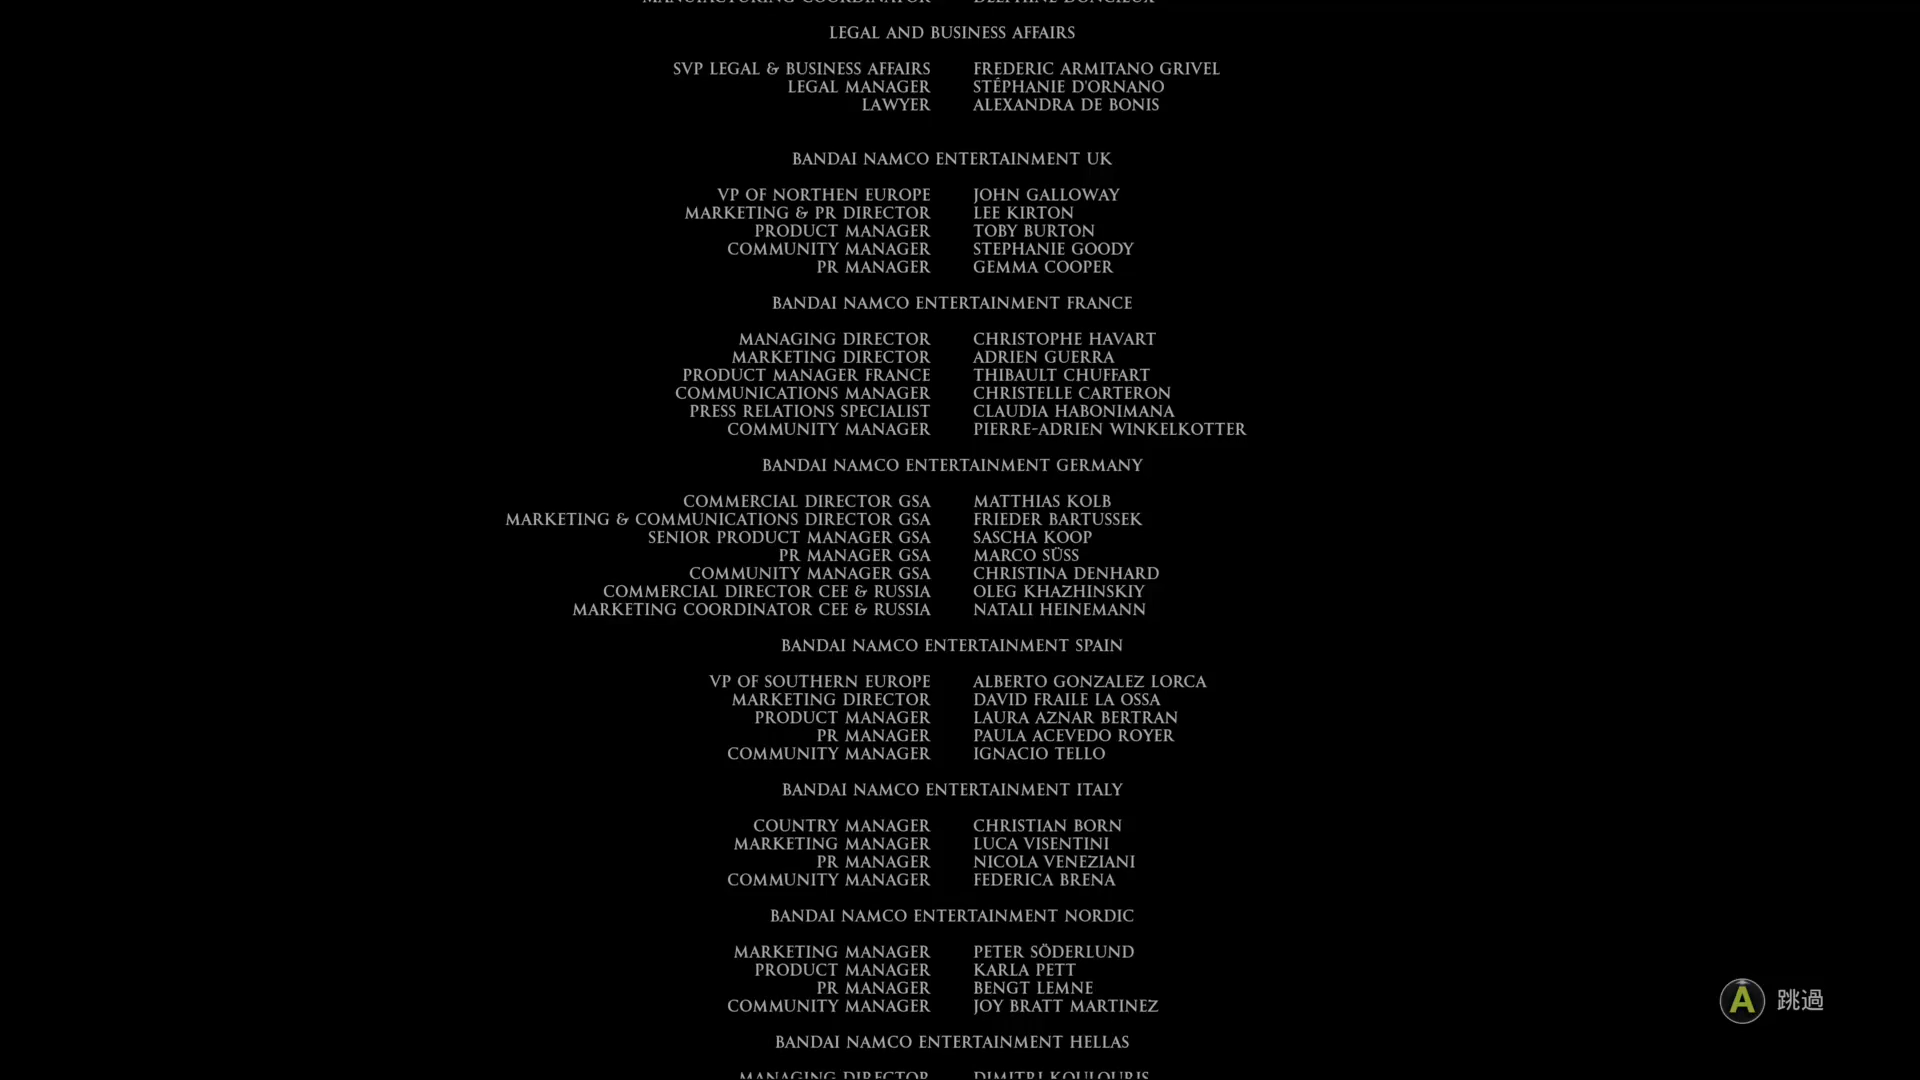 MANUFACTURING COORDINATOR DELPHINE DONCIEUX
LEGAL AND BUSINESS AFFAIRS
SVP LEGAL & BUSINESS AFFAIRS FREDERIC ARMITANO GRIVEL
LEGAL MANAGER STÉPHANIE D'ORNANO
LAWYER ALEXANDRA DE BONIS
BANDAI NAMCO ENTERTAINMENT UK
VP OF NORTHEN EUROPE JOHN GALLOWAY
MARKETING & PR DIRECTOR LEE KIRTON
PRODUCT MANAGER TOBY BURTON
COMMUNITY MANAGER STEPHANIE GOODY
PR MANAGER GEMMA COOPER
BANDAI NAMCO ENTERTAINMENT FRANCE
MANAGING DIRECTOR CHRISTOPHE HAVART
MARKETING DIRECTOR ADRIEN GUERRA
PRODUCT MANAGER FRANCE THIBAULT CHUFFART
COMMUNICATIONS MANAGER CHRISTELLE CARTERON
PRESS RELATIONS SPECIALIST CLAUDIA HABONIMANA
COMMUNITY MANAGER PIERRE-ADRIEN WINKELKOTTER
BANDAI NAMCO ENTERTAINMENT GERMANY
COMMERCIAL DIRECTOR GSA MATTHIAS KOLB
MARKETING & COMMUNICATIONS DIRECTOR GSA FRIEDER BARTUSSEK
SENIOR PRODUCT MANAGER GSA SASCHA KOOP
PR MANAGER GSA MARCO SÜSS
COMMUNITY MANAGER GSA CHRISTINA DENHARD
COMMERCIAL DIRECTOR CEE & RUSSIA OLEG KHAZHINSKIY
MARKETING COORDINATOR CEE & RUSSIA NATALI HEINEMANN
BANDAI NAMCO ENTERTAINMENT SPAIN
VP OF SOUTHERN EUROPE ALBERTO GONZALEZ LORCA
MARKETING DIRECTOR DAVID FRAILE LA OSSA
PRODUCT MANAGER LAURA AZNAR BERTRAN
PR MANAGER PAULA ACEVEDO ROYER
COMMUNITY MANAGER IGNACIO TELLO
BANDAI NAMCO ENTERTAINMENT ITALY
COUNTRY MANAGER CHRISTIAN BORN
MARKETING MANAGER LUCA VISENTINI
PR MANAGER NICOLA VENEZIANI
COMMUNITY MANAGER FEDERICA BRENA
BANDAI NAMCO ENTERTAINMENT NORDIC
MARKETING MANAGER PETER SÖDERLUND
PRODUCT MANAGER KARLA PETT
PR MANAGER BENGT LEMNE
COMMUNITY MANAGER JOY BRATT MARTINEZ
A 跳過
BANDAI NAMCO ENTERTAINMENT HELLAS
MANAGING DIRECTOR DIMITRI KOULOURIS